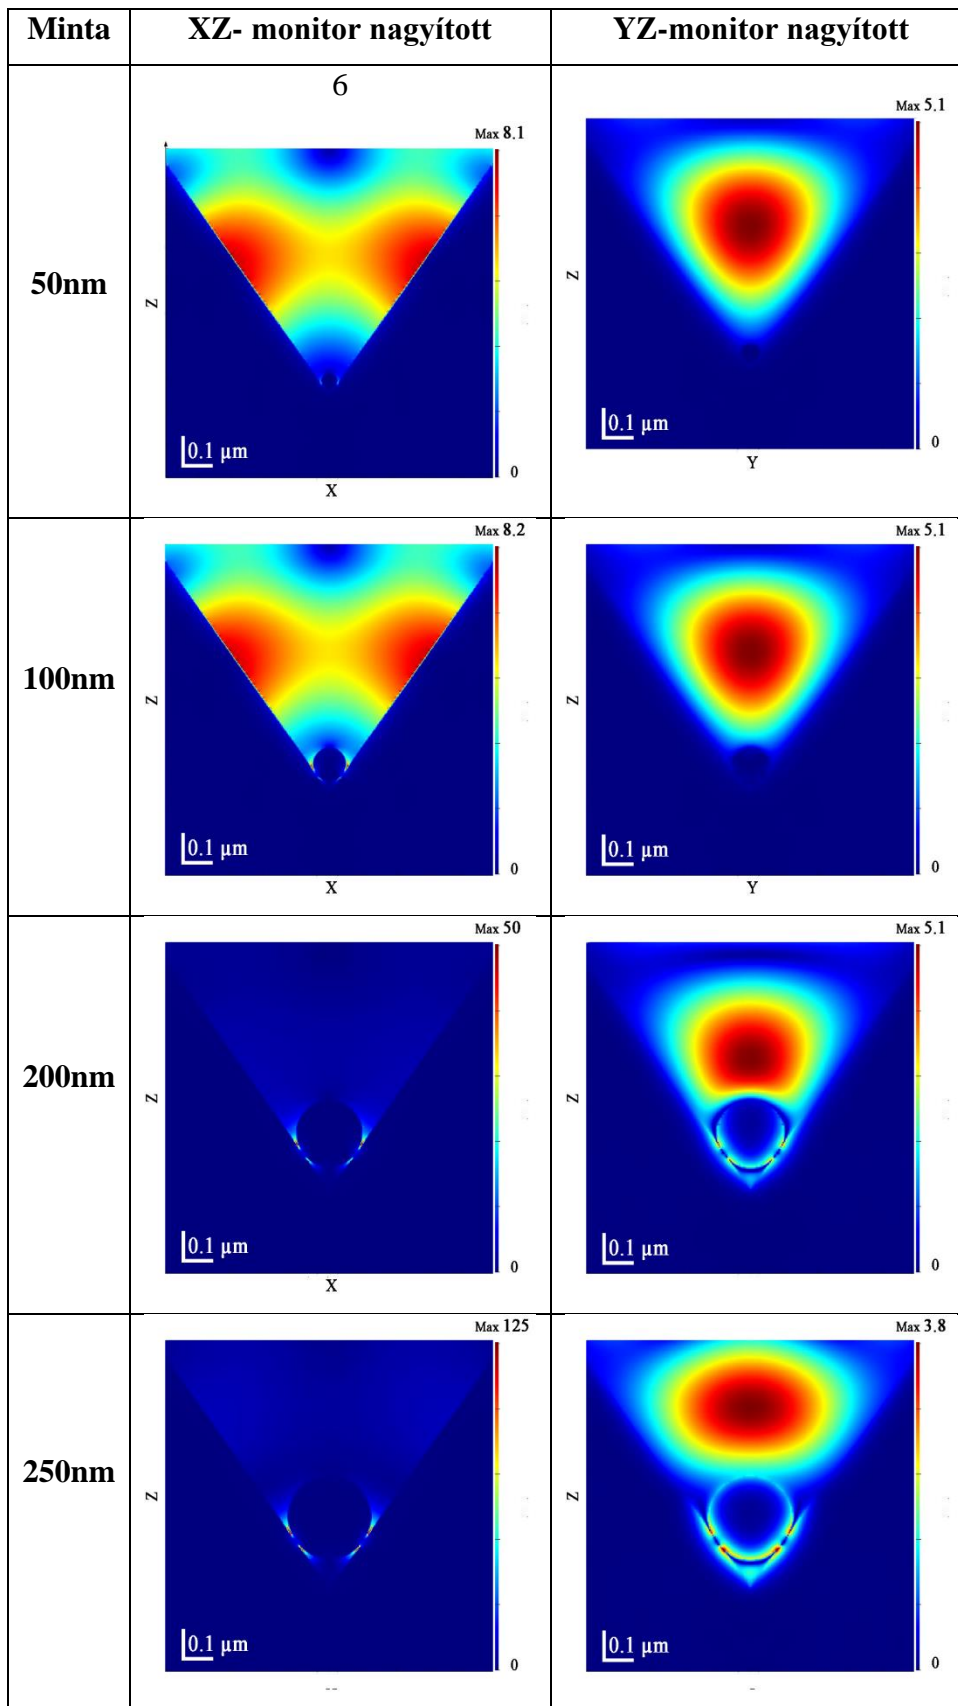 Minta XZ- monitor nagyított YZ-monitor nagyított
50nm
6
Max 8.1
Z
0.1 µm
0
X
Max 5.1
Z
0.1 µm
0
Y
100nm
Max 8.2
Z
0.1 µm
0
X
Max 5.1
Z
0.1 µm
0
Y
200nm
Max 50
Z
0.1 µm
0
X
Max 5.1
Z
0.1 µm
0
250nm
Max 125
Z
0.1 µm
0
Max 3.8
Z
0.1 µm
0